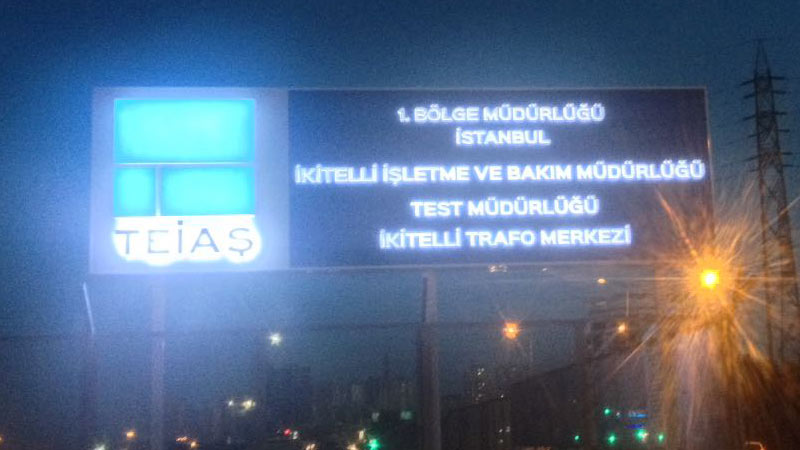 TEİAŞ
1. BÖLGE MÜDÜRLÜĞÜ
İSTANBUL
İKİTELLİ İŞLETME VE BAKIM MÜDÜRLÜĞÜ
TEST MÜDÜRLÜĞÜ
İKİTELLİ TRAFO MERKEZİ